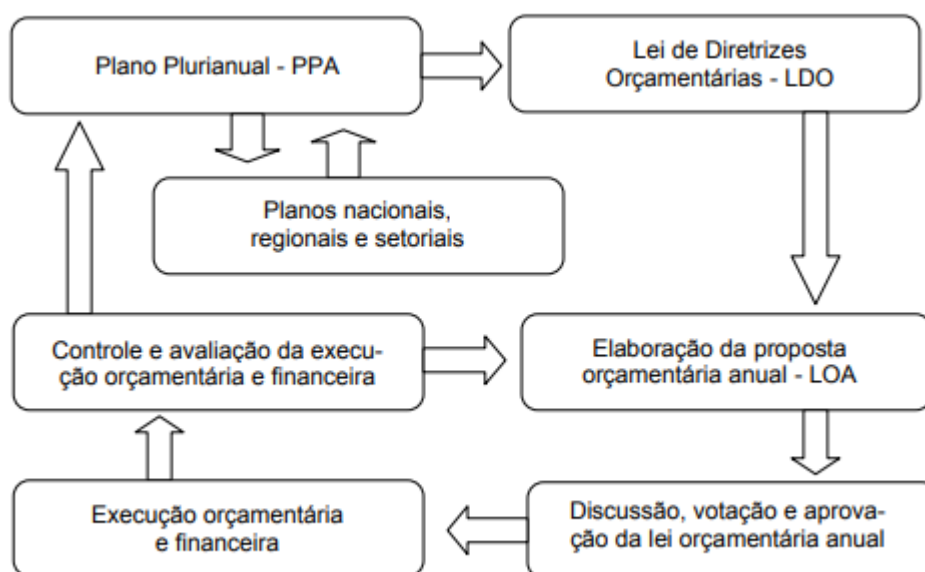 Plano Plurianual - PPA
Lei de Diretrizes
Orçamentárias - LDO
Planos nacionais,
regionais e setoriais
Controle e avaliação da execu-
ção orçamentária e financeira
Elaboração da proposta
orçamentária anual - LOA
Execução orçamentária
e financeira
Discussão, votação e aprova-
ção da lei orçamentária anual